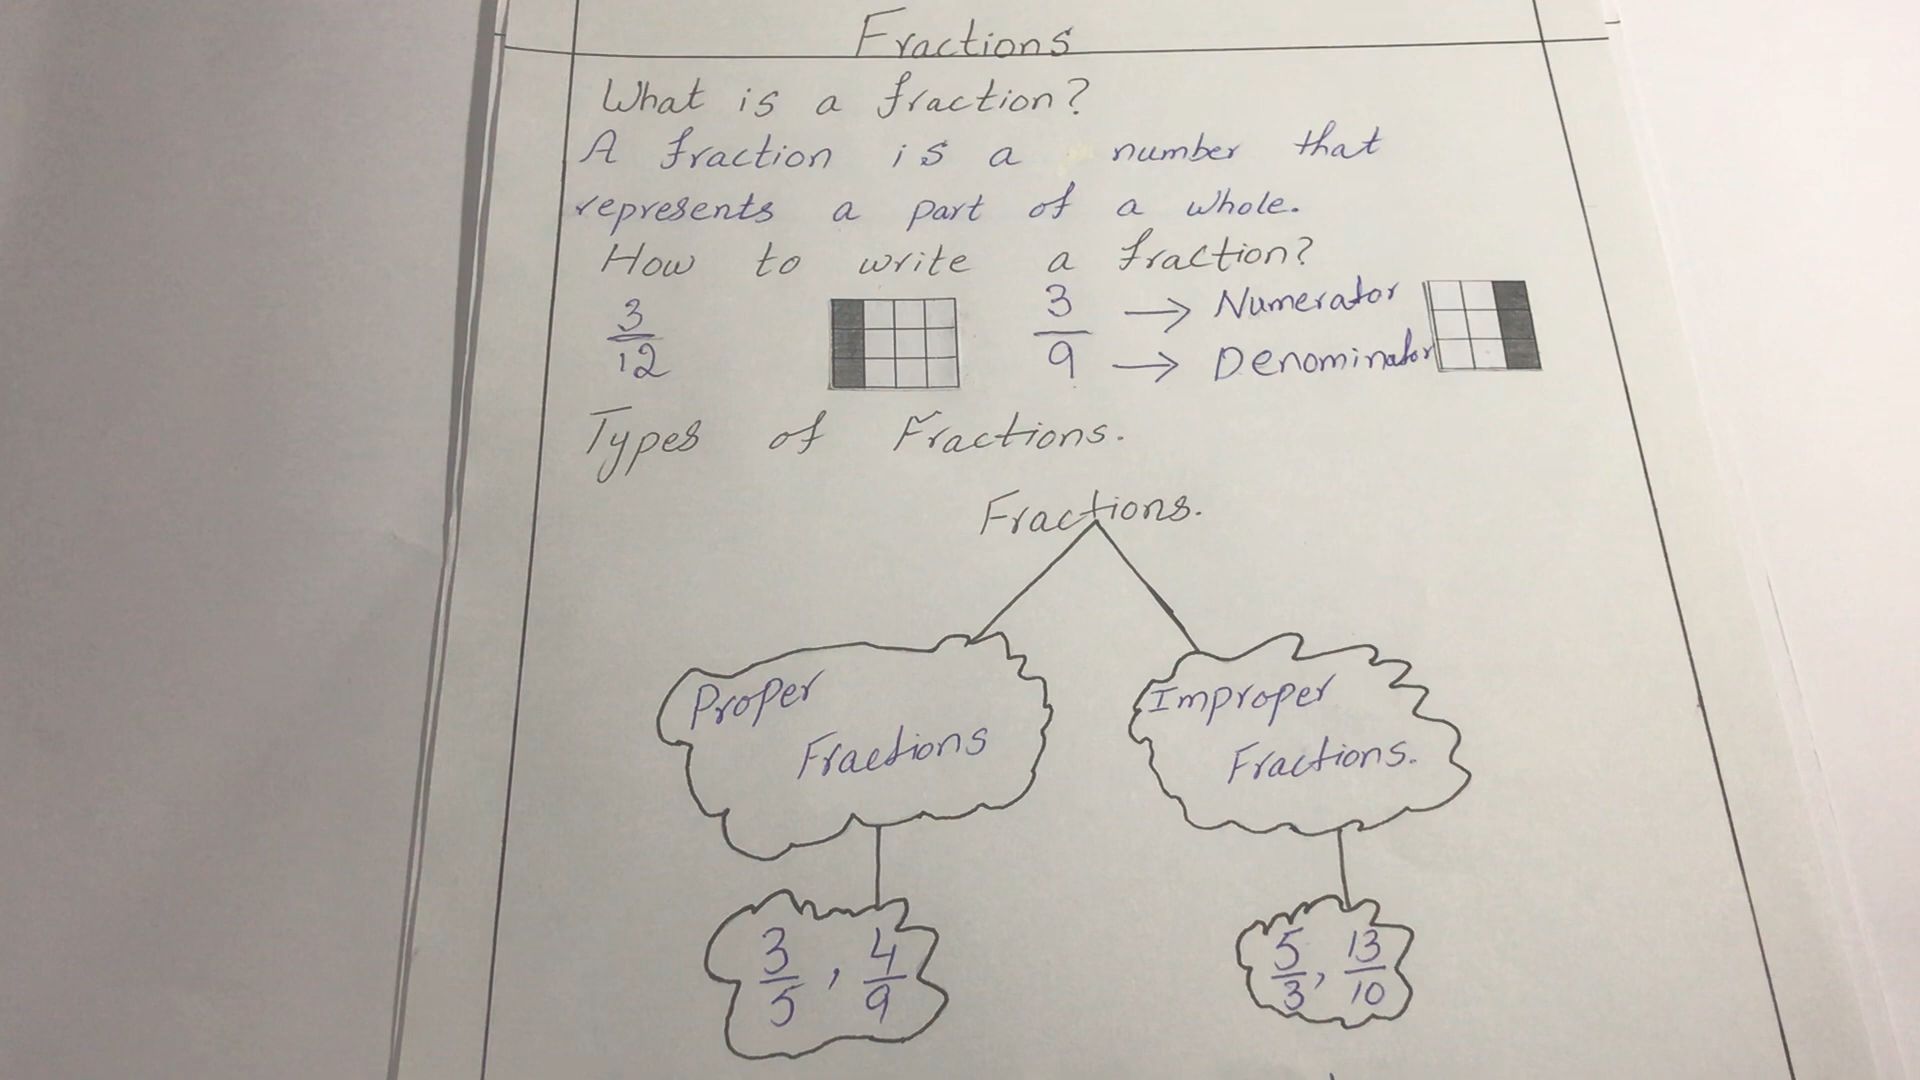 Fractions
What is a fraction?
A fraction is a number that
represents a part of a whole.
How to write a fraction?
3/12 3/9 → Numerator
→ Denominator
Types of Fractions.
Fractions.
Proper Fractions
Improper Fractions.
3/5, 4/9
5/3, 13/10